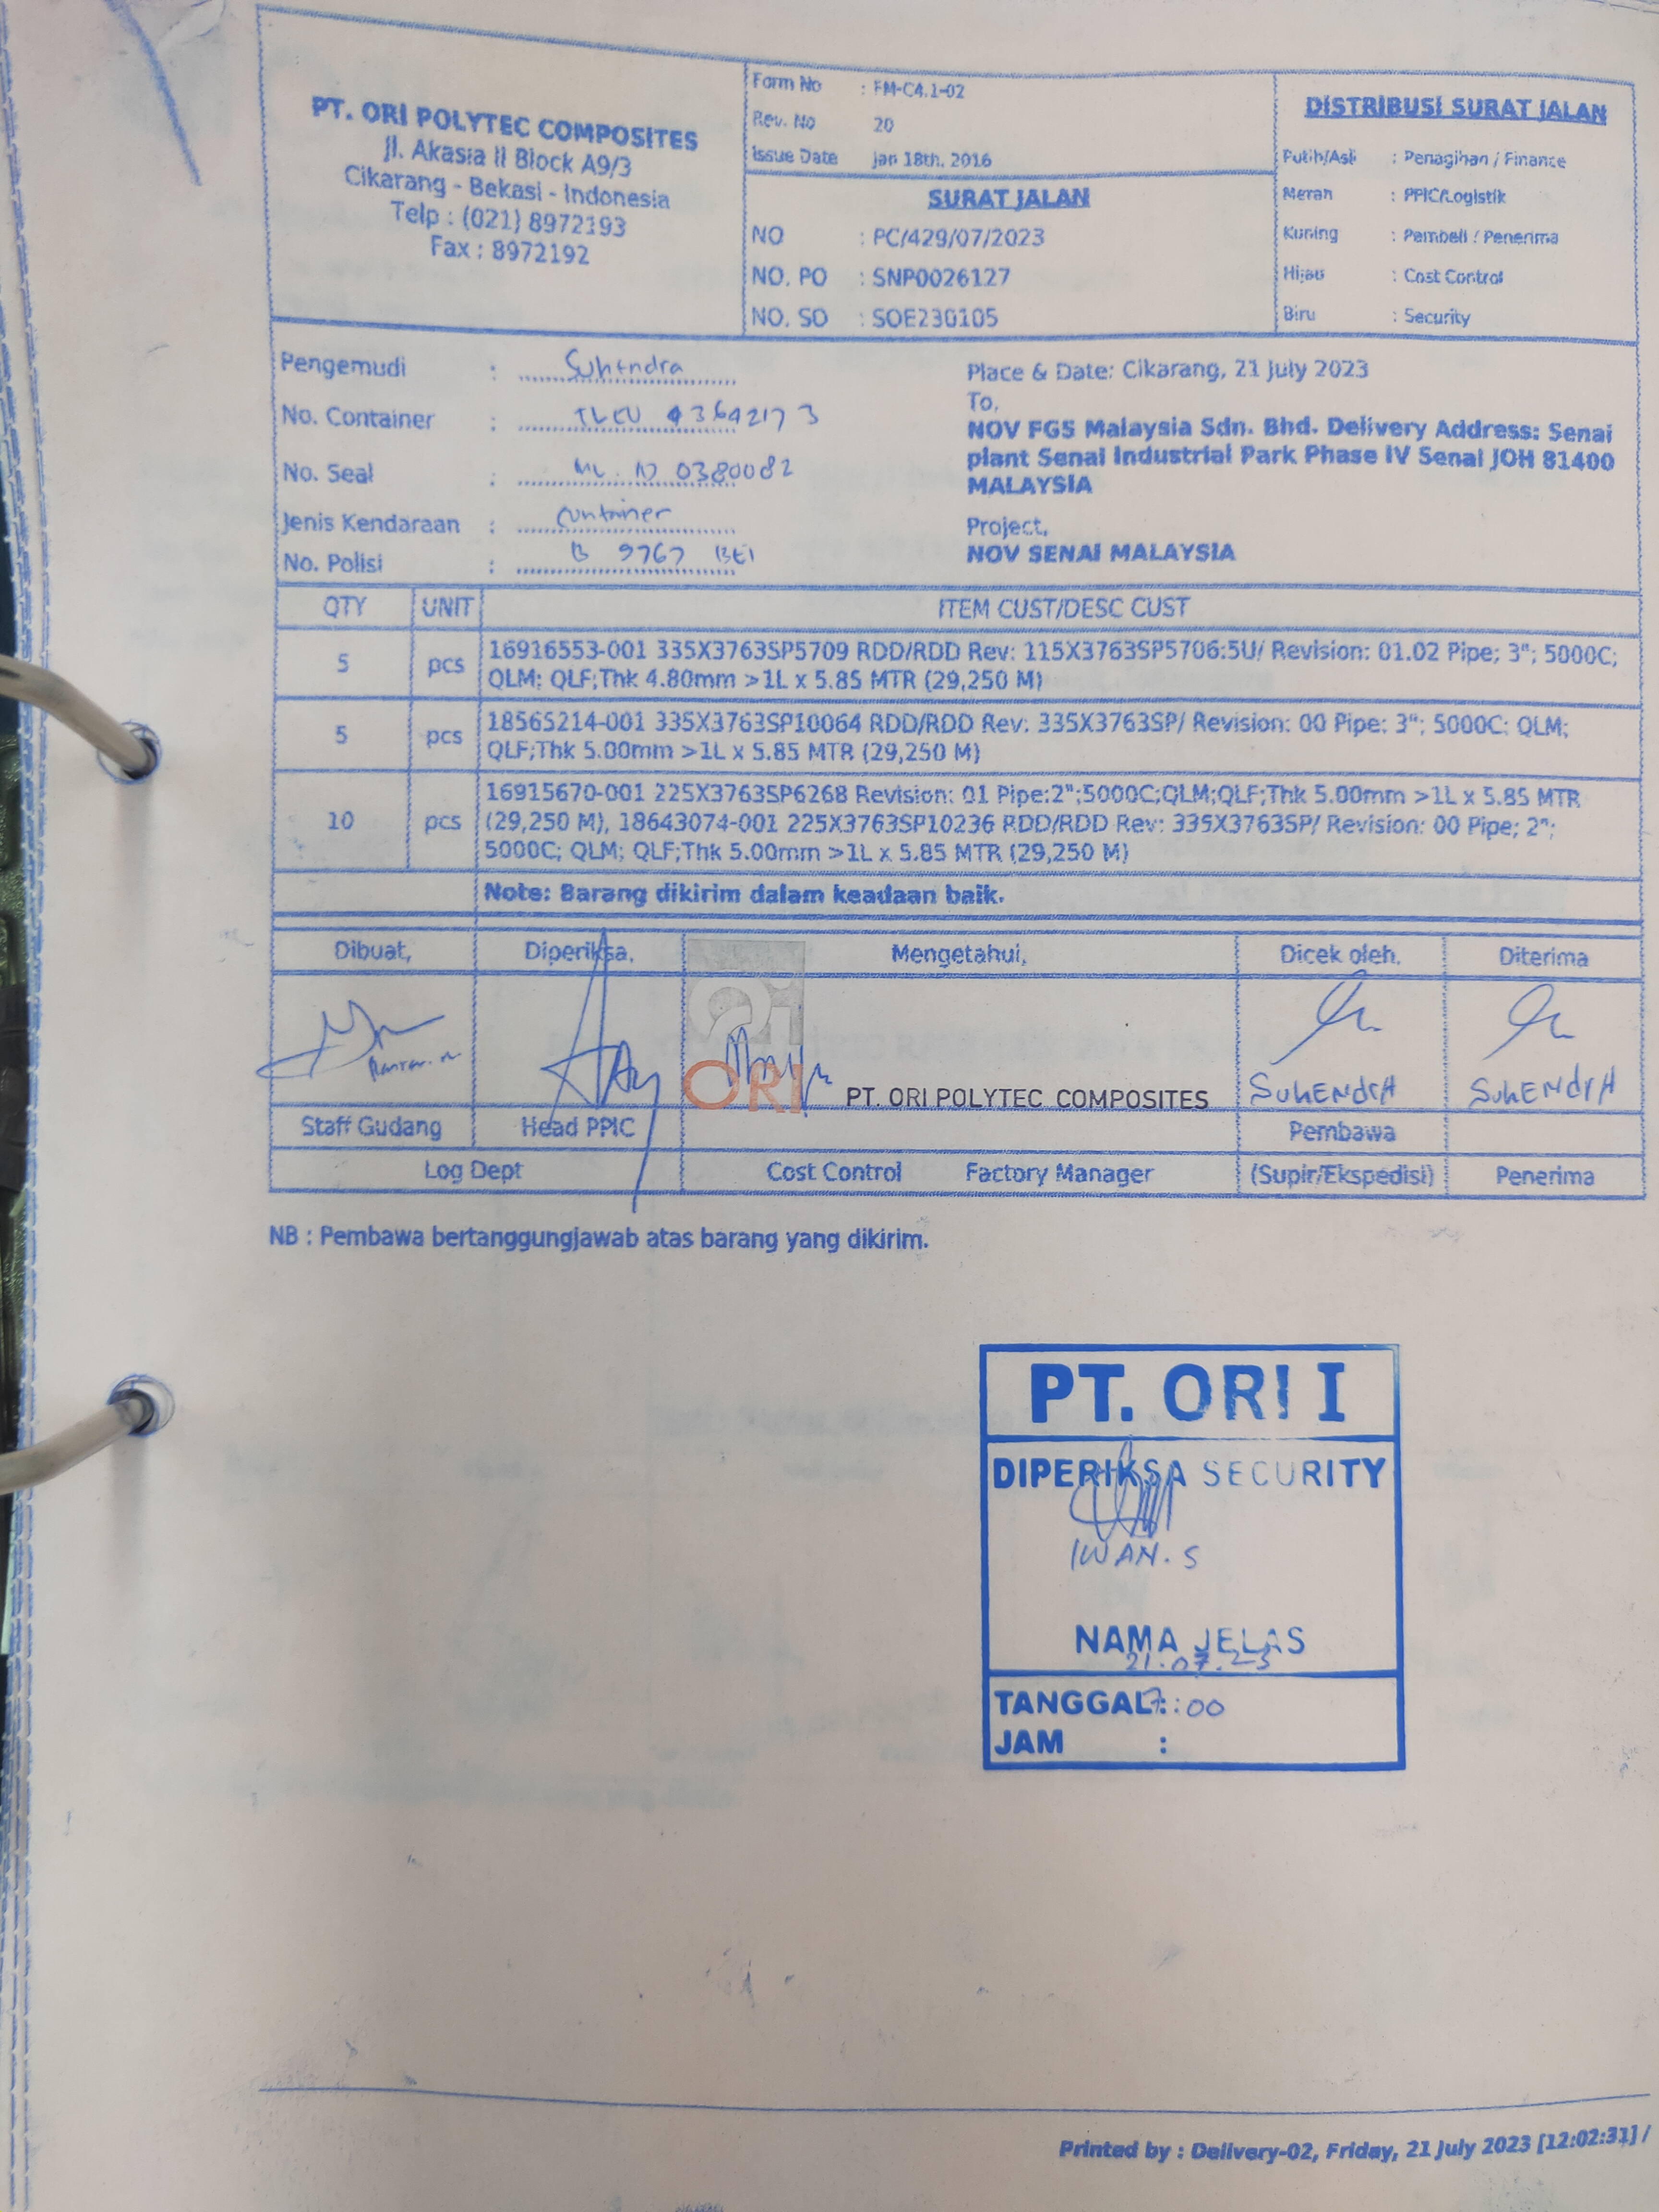 PT. ORI POLYTEC COMPOSITES
Jl. Akasia II Block A9/3
Cikarang - Bekasi - Indonesia
Telp : (021) 8972193
Fax : 8972192
Form No : FM-C4.1-02
Rev. No 20
Issue Date Jan 18th, 2016
SURAT JALAN
NO : PC/429/07/2023
NO. PO : SNP0026127
NO. SO : SOE230105
DISTRIBUSI SURAT JALAN
Putih/Asli : Penagihan / Finance
Merah : PPIC/Logistik
Kuning : Pembeli / Penerima
Hijau : Cost Control
Biru : Security
Pengemudi : Suhendra
No. Container : TLLU
No. Seal : 0380082
Jenis Kendaraan : Container
No. Polisi : B 9767 BEI
Place & Date: Cikarang, 21 July 2023
To,
NOV FGS Malaysia Sdn. Bhd. Delivery Address: Senai
plant Senai Industrial Park Phase IV Senai JOH 81400
MALAYSIA
Project,
NOV SENAI MALAYSIA
QTY UNIT ITEM CUST/DESC CUST
5 pcs 16916553-001 335X3763SP5709 RDD/RDD Rev: 115X3763SP5706:5U/ Revision: 01.02 Pipe; 3"; 5000C;
QLM; QLF;Thk 4.80mm >1L x 5.85 MTR (29,250 M)
5 pcs 18565214-001 335X3763SP10064 RDD/RDD Rev: 335X3763SP/ Revision: 00 Pipe: 3"; 5000C; QLM;
QLF;Thk 5.00mm >1L x 5.85 MTR (29,250 M)
10 pcs 16915670-001 225X3763SP6268 Revision: 01 Pipe:2";5000C;QLM;QLF;Thk 5.00mm >1L x 5.85 MTR
(29,250 M), 18643074-001 225X3763SP10236 RDD/RDD Rev: 335X3763SP/ Revision: 00 Pipe; 2";
5000C; QLM; QLF;Thk 5.00mm >1L x 5.85 MTR (29,250 M)
Note: Barang dikirim dalam keadaan baik.
Dibuat, Diperiksa, Mengetahui, Dicek oleh, Diterima
ORI PT. ORI POLYTEC COMPOSITES
SUHENDRA SUHENDRA
Staff Gudang Head PPIC Pembawa
Log Dept Cost Control Factory Manager (Supir/Ekspedisi) Penerima
NB : Pembawa bertanggungjawab atas barang yang dikirim.
PT. ORI I
DIPERIKSA SECURITY
IWAN. S
NAMA JELAS
21.07.23
TANGGAL: :00
JAM :
Printed by : Delivery-02, Friday, 21 July 2023 [12:02:31] /